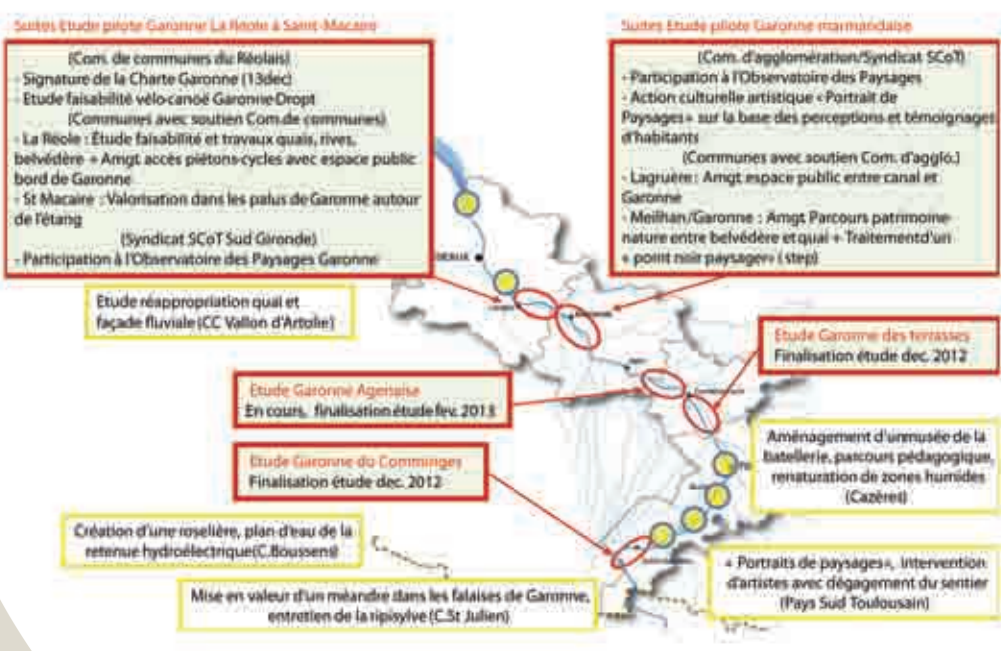 Suites Etude pilote Garonne La Réole à Saint-Macaire
(Com. de communes du Réolais)
- Signature de la Charte Garonne (13dec)
- Etude faisabilité vélo-canoé Garonne-Dropt
(Communes avec soutien Com.de communes)
- La Réole : Étude faisabilité et travaux quais, rives,
belvédère + Amgt accès piétons-cycles avec espace public
bord de Garonne
- St Macaire : Valorisation dans les palus de Garonne autour
de l'étang
(Syndicat SCoT Sud Gironde)
- Participation à l'Observatoire des Paysages Garonne
Suites Etude pilote Garonne marmandaise
(Com. d'agglomération/Syndicat SCoT)
- Participation à l'Observatoire des Paysages
- Action culturelle artistique « Portrait de
Paysages » sur la base des perceptions et témoignages
d'habitants
(Communes avec soutien Com. d'agglo.)
- Lagruère : Amgt espace public entre canal et
Garonne
- Meilhan/Garonne : Amgt Parcours patrimoine-
nature entre belvédère et quai + Traitement d'un
« point noir paysager» ( step)
DEAUX
Etude réappropriation quai et
façade fluviale (CC Vallon d'Artolie)
Etude Garonne des terrasses
Finalisation étude dec. 2012
Etude Garonne Agenaise
En cours, finalisation étude fev. 2013
Etude Garonne du Comminges
Finalisation étude dec. 2012
Aménagement d'un musée de la
batellerie, parcours pédagogique,
renaturation de zones humides
(Cazères)
Création d'une roselière, plan d'eau de la
retenue hydroélectrique(C.Boussens)
Mise en valeur d'un méandre dans les falaises de Garonne,
entretien de la ripisylve (C.St Julien)
« Portraits de paysages», intervention
d'artistes avec dégagement du sentier
(Pays Sud Toulousain)